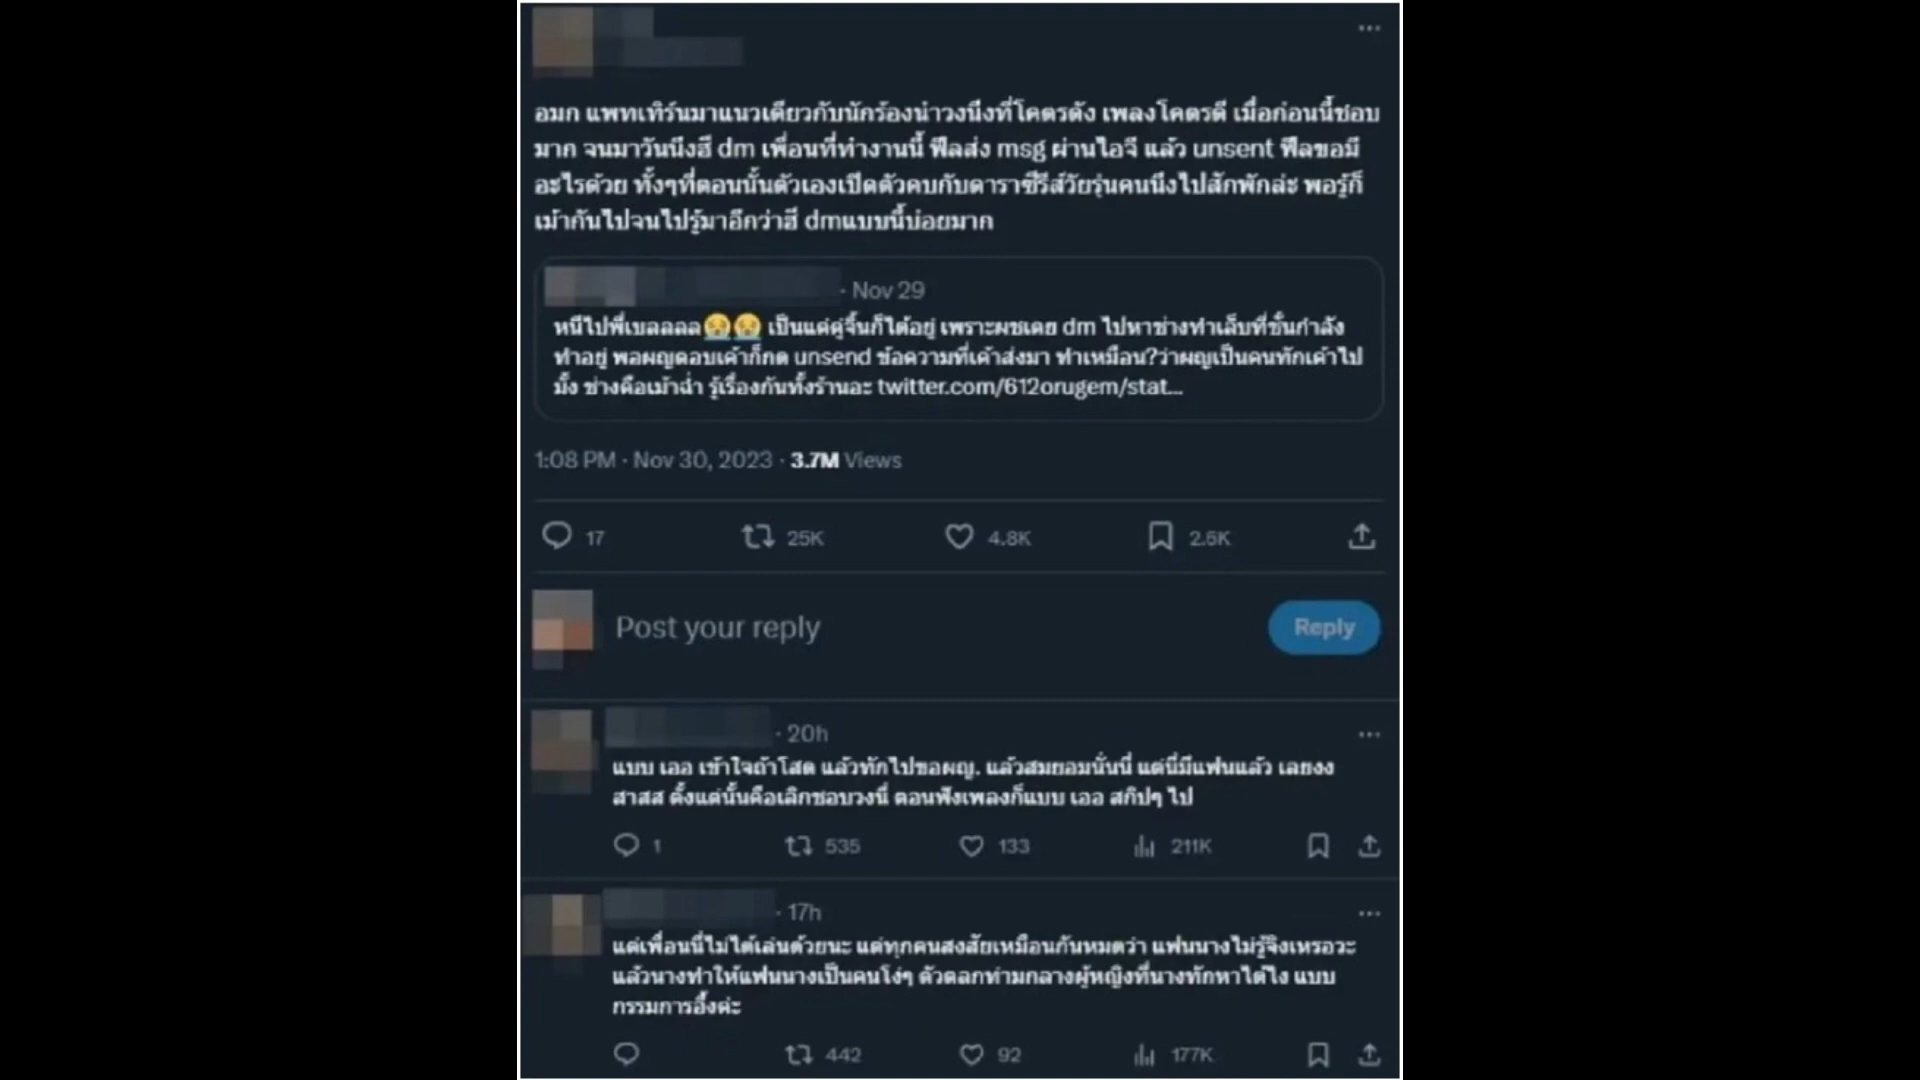 อมก แพทเทิร์นมาแนวเดียวกับนักร้องนำวงนึงที่โคตรดัง เพลงโคตรดี เมื่อก่อนนี้ชอบ
มาก จนมาวันนึงฮี dm เพื่อนที่ทำงานนี้ ฟีลส่ง msg ผ่านไอจี แล้ว unsent ฟีลขอมี
อะไรด้วย ทั้งๆที่ตอนนั้นตัวเองเปิดตัวคบกับดาราซีรีส์วัยรุ่นคนนึงไปสักพักล่ะ พอรู้ก็
เม้ากันไปจนไปรู้มาอีกว่าฮี dmแบบนี้บ่อยมาก
· Nov 29
หนีไปพี่เบลลลล😭😭 เป็นแค่คู่จิ้นก็ได้อยู่ เพราะผชเคย dm ไปหาช่างทำเล็บที่ชั้นกำลัง
ทำอยู่ พอผญตอบเค้าก็กด unsend ข้อความที่เค้าส่งมา ทำเหมือน?ว่าผญเป็นคนทักเค้าไป
มั้ง ช่างคือเม้าฉ่ำ รู้เรื่องกันทั้งร้านอะ twitter.com/612orugem/stat...
1:08 PM · Nov 30, 2023 · 3.7M Views
17 25K 4.8K 2.6K
Post your reply Reply
· 20h
แบบ เออ เข้าใจถ้าโสด แล้วทักไปขอผญ. แล้วสมยอมนั่นนี่ แต่นี่มีแฟนแล้ว เลยงง
สาสส ตั้งแต่นั้นคือเลิกชอบวงนี้ ตอนฟังเพลงก็แบบ เออ สกิปๆ ไป
1 535 133 211K
· 17h
แต่เพื่อนนี่ไม่ได้เล่นด้วยนะ แต่ทุกคนสงสัยเหมือนกันหมดว่า แฟนนางไม่รู้จิงเหรอวะ
แล้วนางทำให้แฟนนางเป็นคนโง่ๆ ตัวตลกท่ามกลางผู้หญิงที่นางทักหาได้ไง แบบ
กรรมการอึ้งค่ะ
442 92 177K